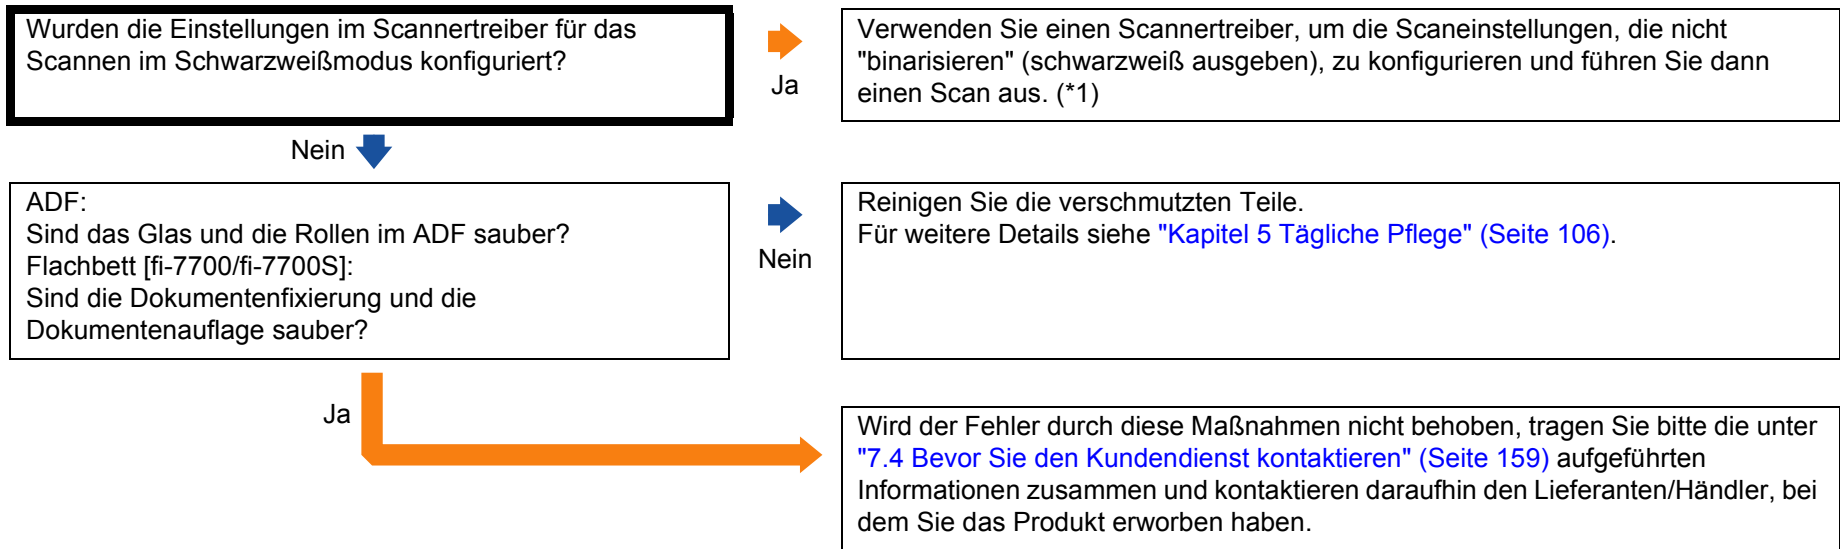 Wurden die Einstellungen im Scannertreiber für das
Scannen im Schwarzweißmodus konfiguriert?
Ja
Verwenden Sie einen Scannertreiber, um die Scaneinstellungen, die nicht
"binarisieren" (schwarzweiß ausgeben), zu konfigurieren und führen Sie dann
einen Scan aus. (*1)
Nein
ADF:
Sind das Glas und die Rollen im ADF sauber?
Flachbett [fi-7700/fi-7700S]:
Sind die Dokumentenfixierung und die
Dokumentenauflage sauber?
Nein
Reinigen Sie die verschmutzten Teile.
Für weitere Details siehe "Kapitel 5 Tägliche Pflege" (Seite 106).
Ja
Wird der Fehler durch diese Maßnahmen nicht behoben, tragen Sie bitte die unter
"7.4 Bevor Sie den Kundendienst kontaktieren" (Seite 159) aufgeführten
Informationen zusammen und kontaktieren daraufhin den Lieferanten/Händler, bei
dem Sie das Produkt erworben haben.